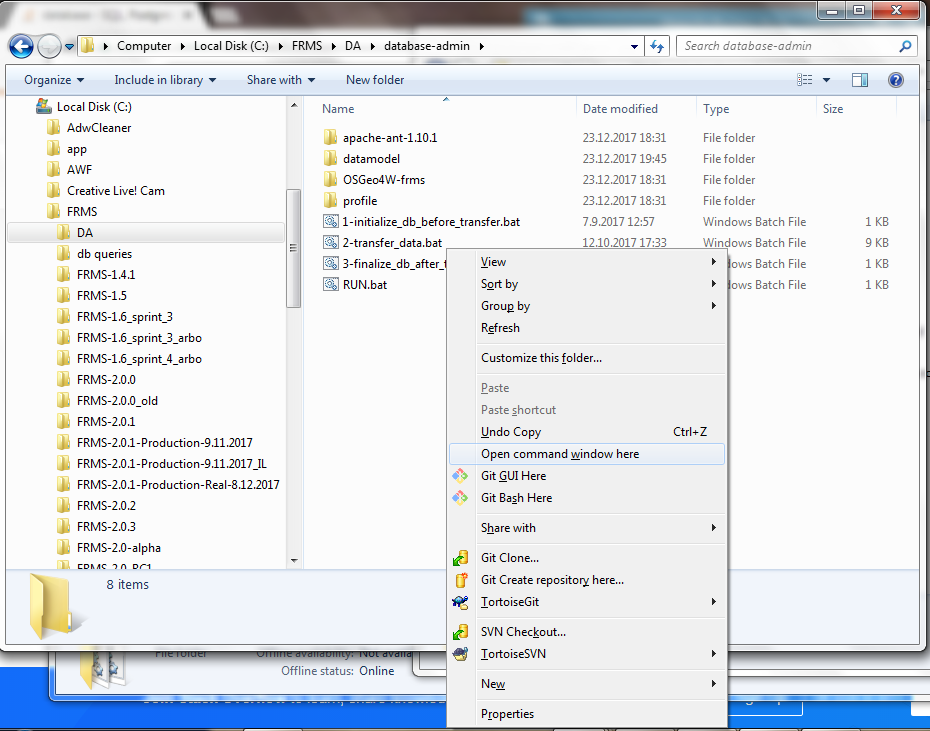 Computer ▸ Local Disk (C:) ▸ FRMS ▸ DA ▸ database-admin ▸
Search database-admin
Organize Include in library Share with New folder
Local Disk (C:)
AdwCleaner
app
AWF
Creative Live! Cam
FRMS
DA
db queries
FRMS-1.4.1
FRMS-1.5
FRMS-1.6_sprint_3
FRMS-1.6_sprint_3_arbo
FRMS-1.6_sprint_4_arbo
FRMS-2.0.0
FRMS-2.0.0_old
FRMS-2.0.1
FRMS-2.0.1-Production-9.11.2017
FRMS-2.0.1-Production-9.11.2017_IL
FRMS-2.0.1-Production-Real-8.12.2017
FRMS-2.0.2
FRMS-2.0.3
FRMS-2.0-alpha
FRMS-2.0_RC1
Name Date modified Type Size
apache-ant-1.10.1 23.12.2017 18:31 File folder
datamodel 23.12.2017 19:45 File folder
OSGeo4W-frms 23.12.2017 18:31 File folder
profile 23.12.2017 18:31 File folder
1-initialize_db_before_transfer.bat 7.9.2017 12:57 Windows Batch File 1 KB
2-transfer_data.bat 12.10.2017 17:33 Windows Batch File 9 KB
3-finalize_db_after_t dows Batch File 1 KB
RUN.bat dows Batch File 1 KB
View
Sort by
Group by
Refresh
Customize this folder...
Paste
Paste shortcut
Undo Copy Ctrl+Z
Open command window here
Git GUI Here
Git Bash Here
Share with
Git Clone...
Git Create repository here...
TortoiseGit
SVN Checkout...
TortoiseSVN
New
Properties
8 items
File folder Offline availability: Not availa
Offline status: Online